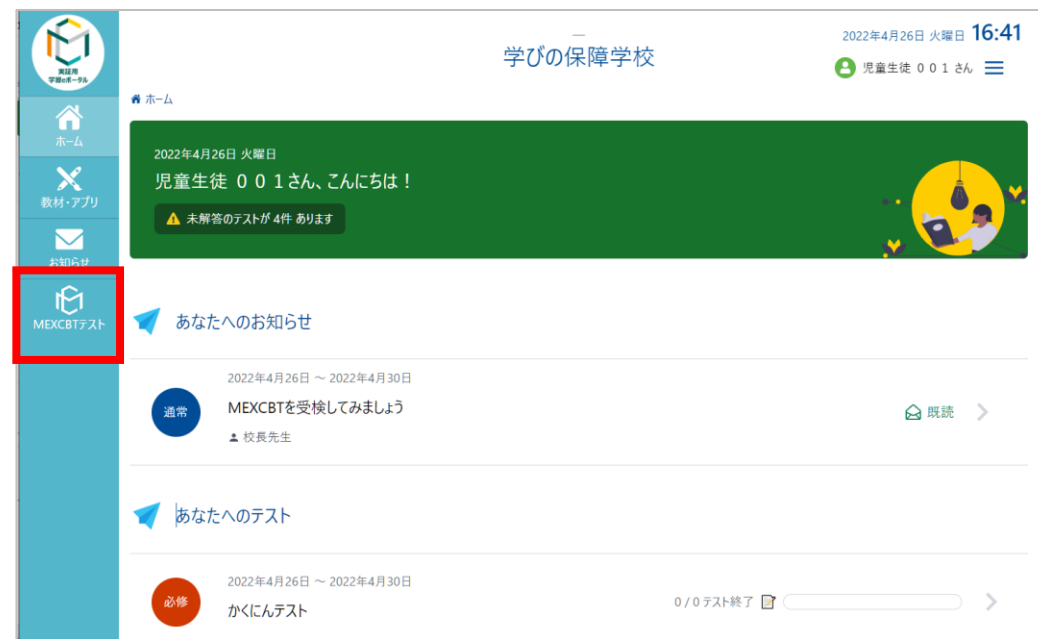 実証用
学習eポータル
ホーム
教材・アプリ
お知らせ
MEXCBTテスト
学びの保障学校
2022年4月26日 火曜日 16:41
児童生徒 ００１ さん
ホーム
2022年4月26日 火曜日
児童生徒 ００１さん、こんにちは！
未解答のテストが 4件 あります
あなたへのお知らせ
通常
2022年4月26日 ～ 2022年4月30日
MEXCBTを受検してみましょう
校長先生
既読
あなたへのテスト
必修
2022年4月26日 ～ 2022年4月30日
かくにんテスト
0 / 0 テスト終了